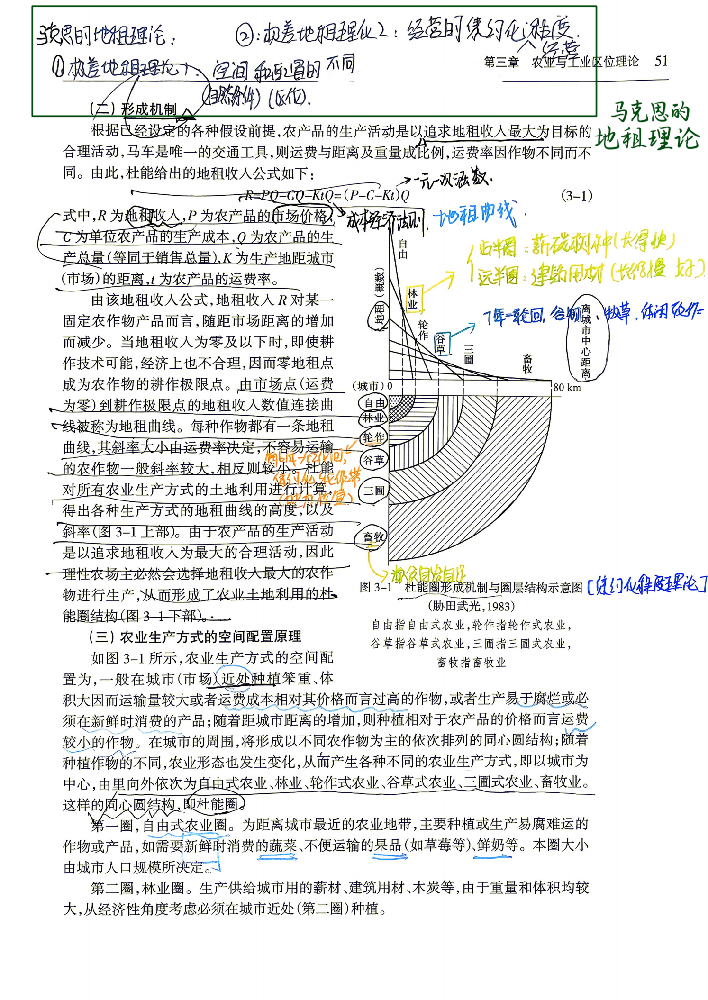 马克思的地租理论:
②:极差地租理论2:经营的集约化程度.
经营
①极差地租理论1. 空间和配置的不同
(自然条件)
第三章 农业与工业区位理论 51
马克思的
地租理论
(二)形成机制
根据已经设定的各种假设前提,农产品的生产活动是以追求地租收入最大为目标的
合理活动,马车是唯一的交通工具,则运费与距离及重量成比例,运费率因作物不同而不
同。由此,杜能给出的地租收入公式如下:
→一元一次函数.
R=PQ-CQ-KtQ=(P-C-Kt)Q (3-1)
式中,R 为地租收入,P 为农产品的市场价格,
C 为单位农产品的生产成本,Q 为农产品的生
产总量(等同于销售总量),K 为生产地距城市
(市场)的距离,t 为农产品的运费率。
由该地租收入公式,地租收入 R 对某一
固定农作物产品而言,随距市场距离的增加
而减少。当地租收入为零及以下时,即使耕
作技术可能,经济上也不合理,因而零地租点
成为农作物的耕作极限点。由市场点(运费
为零)到耕作极限点的地租收入数值连接曲
线被称为地租曲线。每种作物都有一条地租
曲线,其斜率大小由运费率决定,不容易运输
的农作物一般斜率较大,相反则较小。杜能
对所有农业生产方式的土地利用进行计算,
得出各种生产方式的地租曲线的高度,以及
斜率(图 3-1 上部)。由于农产品的生产活动
是以追求地租收入为最大的合理活动,因此
理性农场主必然会选择地租收入最大的农作
物进行生产,从而形成了农业土地利用的杜
能圈结构(图 3-1 下部)。
成本经济法则. 地租曲线
近半圈:薪碳树种(长得快)
远半圈:建筑用材(长得慢 好)
7年一轮回,谷物、牧草,休闲
地租(概数)
自由
林业
轮作
谷草
三圃
畜牧
离城市中心距离
(城市) 0
80 km
自由
林业
轮作
谷草
三圃
畜牧
集约化轮作带
(地力恢复)
图 3-1 杜能圈形成机制与圈层结构示意图
[集约化程度理论]
(胁田武光,1983)
自由指自由式农业,轮作指轮作式农业,
谷草指谷草式农业,三圃指三圃式农业,
畜牧指畜牧业
(三)农业生产方式的空间配置原理
如图 3-1 所示,农业生产方式的空间配
置为,一般在城市(市场)近处种植笨重、体
积大因而运输量较大或者运费成本相对其价格而言过高的作物,或者生产易于腐烂或必
须在新鲜时消费的产品;随着距城市距离的增加,则种植相对于农产品的价格而言运费
较小的作物。在城市的周围,将形成以不同农作物为主的依次排列的同心圆结构;随着
种植作物的不同,农业形态也发生变化,从而产生各种不同的农业生产方式,即以城市为
中心,由里向外依次为自由式农业、林业、轮作式农业、谷草式农业、三圃式农业、畜牧业。
这样的同心圆结构,即杜能圈。
第一圈,自由式农业圈。为距离城市最近的农业地带,主要种植或生产易腐难运的
作物或产品,如需要新鲜时消费的蔬菜、不便运输的果品(如草莓等)、鲜奶等。本圈大小
由城市人口规模所决定。
第二圈,林业圈。生产供给城市用的薪材、建筑用材、木炭等,由于重量和体积均较
大,从经济性角度考虑必须在城市近处(第二圈)种植。